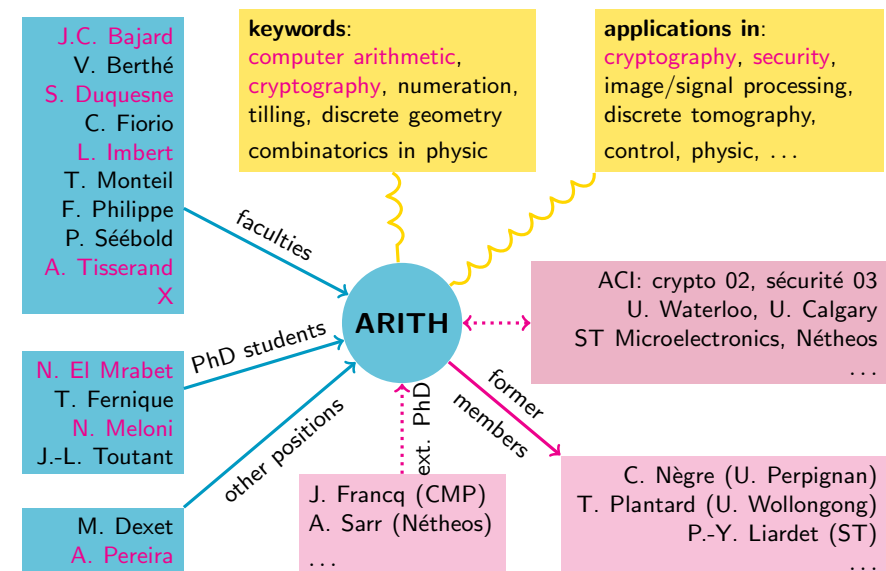 J.C. Bajard
V. Berthé
S. Duquesne
C. Fiorio
L. Imbert
T. Monteil
F. Philippe
P. Séébold
A. Tisserand
X
keywords:
computer arithmetic,
cryptography, numeration,
tilling, discrete geometry
combinatorics in physic
applications in:
cryptography, security,
image/signal processing,
discrete tomography,
control, physic, ...
faculties
ARITH
ACI: crypto 02, sécurité 03
U. Waterloo, U. Calgary
ST Microelectronics, Nétheos
...
PhD students
N. El Mrabet
T. Fernique
N. Meloni
J.-L. Toutant
other positions
M. Dexet
A. Pereira
ext. PhD
J. Francq (CMP)
A. Sarr (Nétheos)
...
former
members
C. Nègre (U. Perpignan)
T. Plantard (U. Wollongong)
P.-Y. Liardet (ST)
...